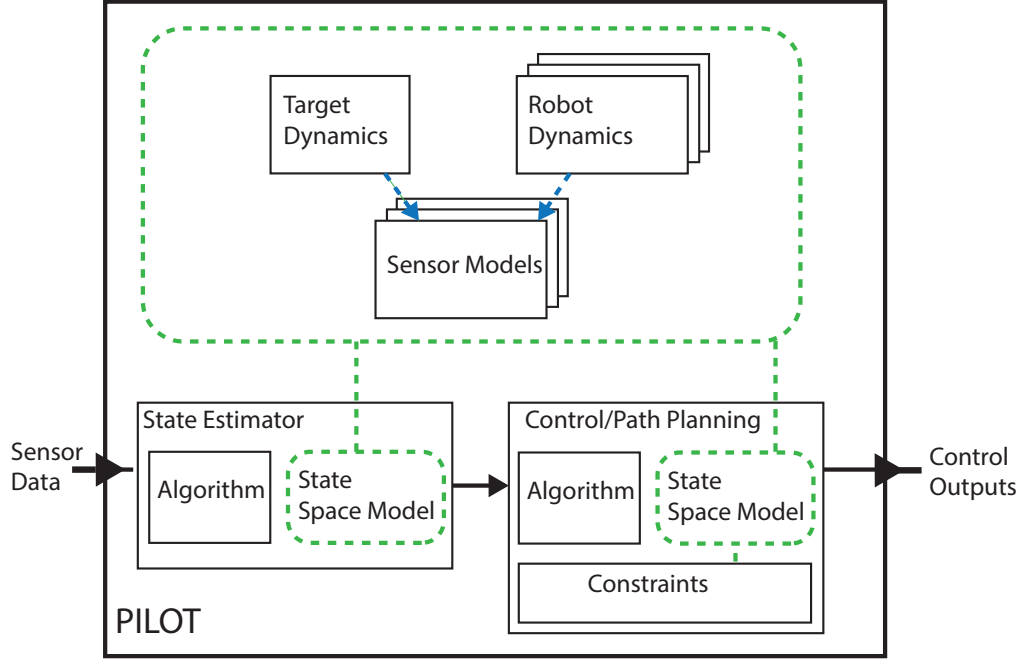 Target
Dynamics
Robot
Dynamics
Sensor Models
State Estimator
Algorithm
State
Space Model
Control/Path Planning
Algorithm
State
Space Model
Constraints
Sensor
Data
Control
Outputs
PILOT